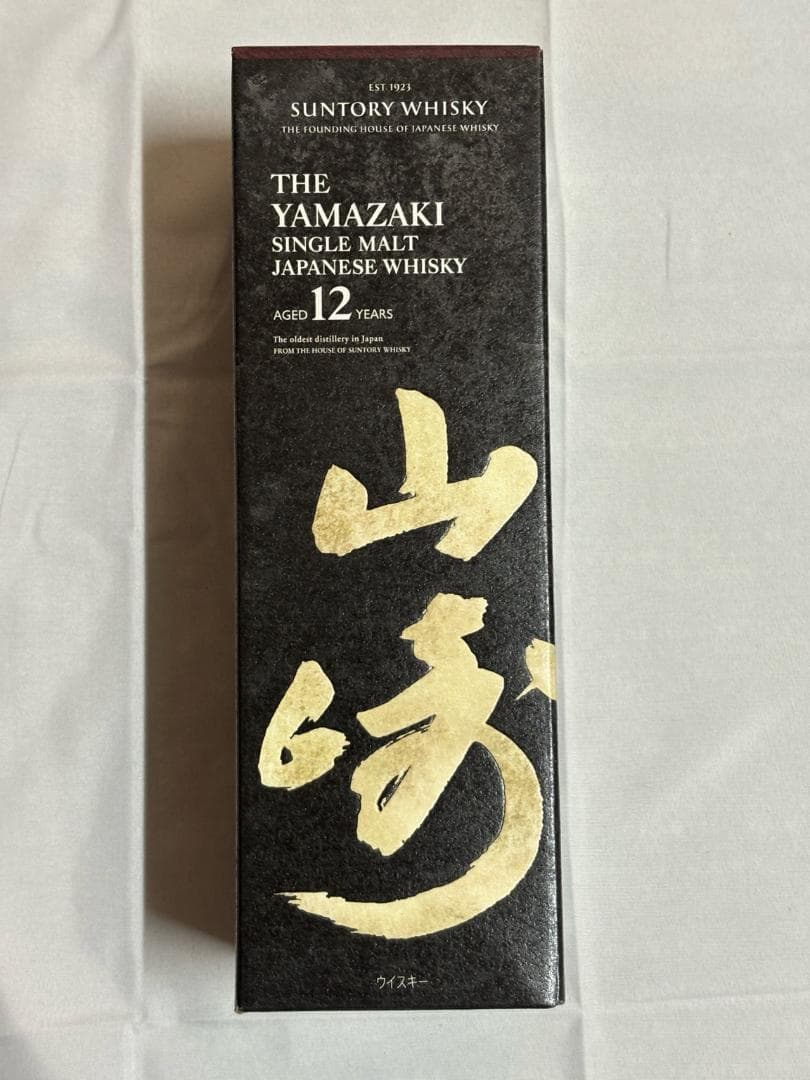 EST 1923
SUNTORY WHISKY
THE FOUNDING HOUSE OF JAPANESE WHISKY
THE
YAMAZAKI
SINGLE MALT
JAPANESE WHISKY
AGED 12 YEARS
The oldest distillery in Japan
FROM THE HOUSE OF SUNTORY WHISKY
山崎
ウイスキー